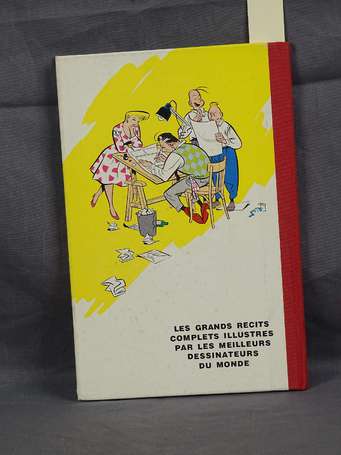 LES GRANDS RECITS
COMPLETS ILLUSTRES
PAR LES MEILLEURS
DESSINATEURS
DU MONDE